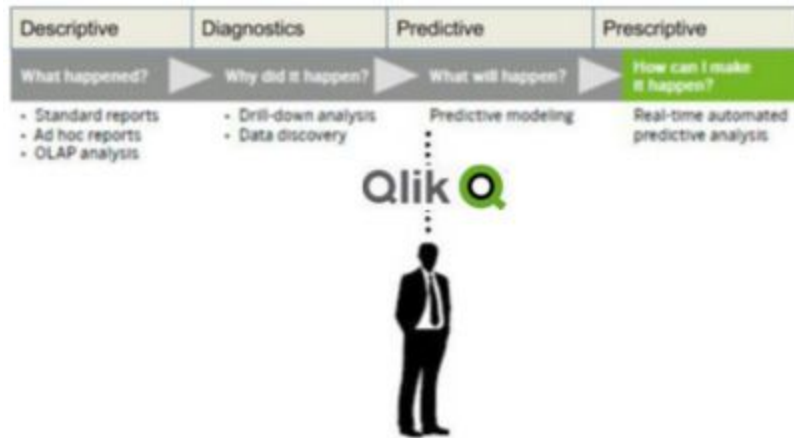 Descriptive
Diagnostics
Predictive
Prescriptive
What happened?
Why did it happen?
What will happen?
How can I make
it happen?
• Standard reports
• Ad hoc reports
• OLAP analysis
• Drill-down analysis
• Data discovery
Predictive modeling
Real-time automated
predictive analysis
Qlik